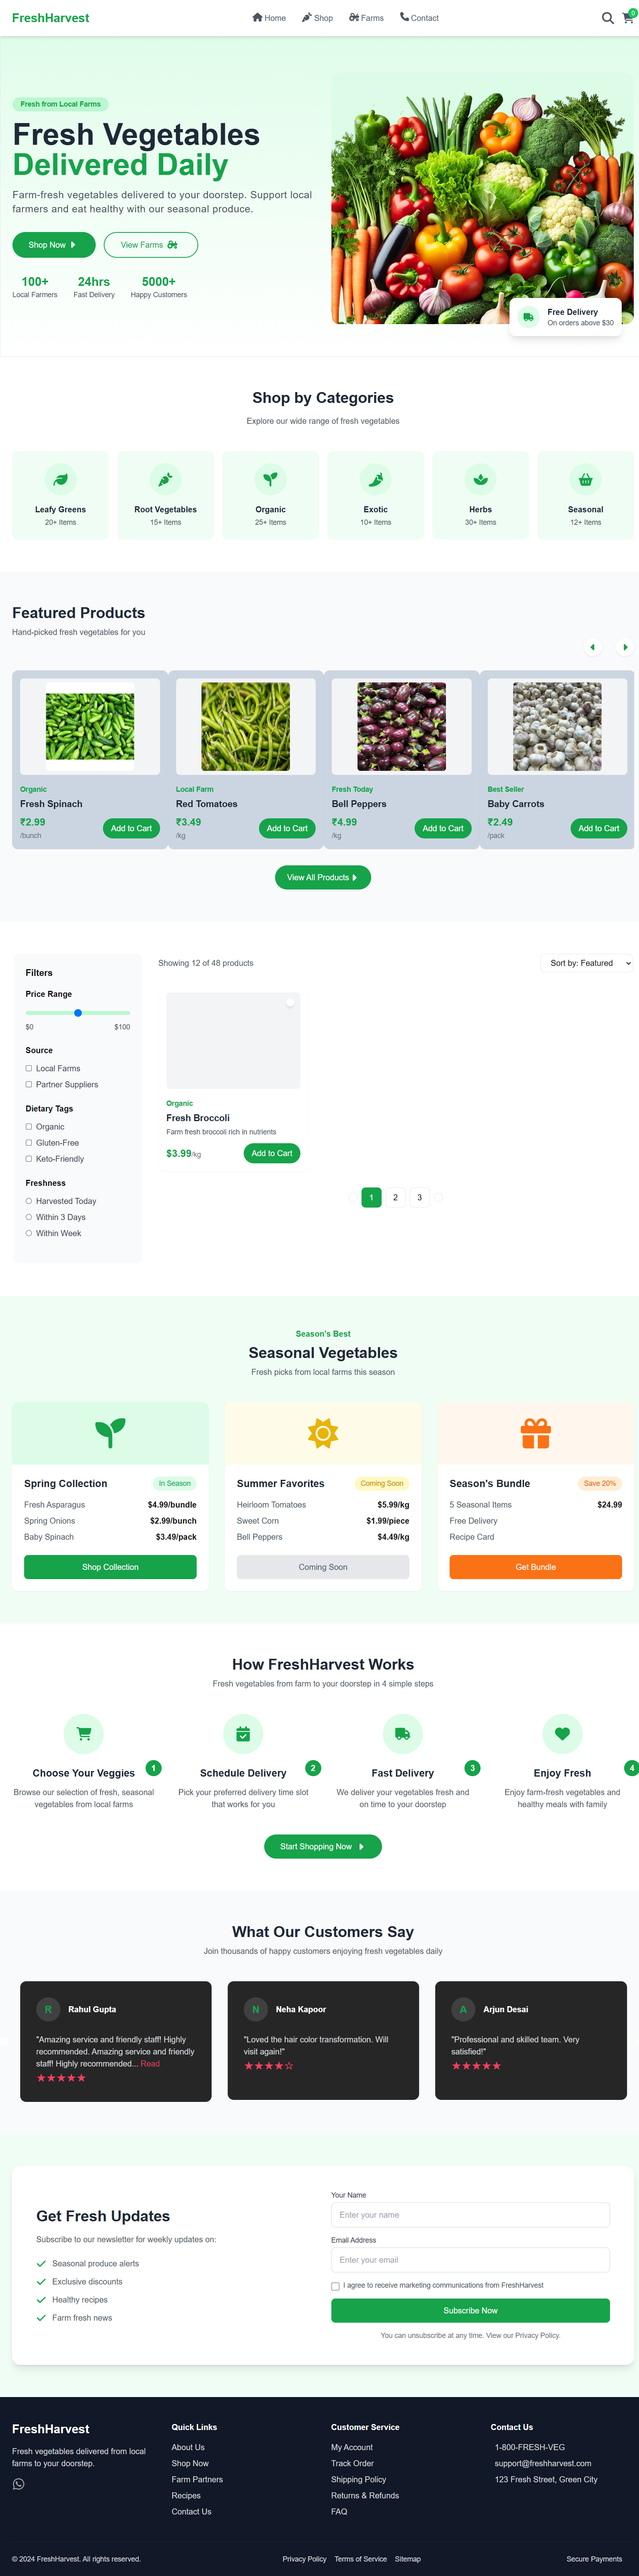 FreshHarvest
Home Shop Farms Contact
0
Fresh from Local Farms
Fresh Vegetables
Delivered Daily
Farm-fresh vegetables delivered to your doorstep. Support local
farmers and eat healthy with our seasonal produce.
Shop Now
View Farms
100+ 24hrs 5000+
Local Farmers Fast Delivery Happy Customers
Free Delivery
On orders above $30
Shop by Categories
Explore our wide range of fresh vegetables
Leafy Greens Root Vegetables Organic Exotic Herbs Seasonal
20+ Items 15+ Items 25+ Items 10+ Items 30+ Items 12+ Items
Featured Products
Hand-picked fresh vegetables for you
Organic Local Farm Fresh Today Best Seller
Fresh Spinach Red Tomatoes Bell Peppers Baby Carrots
₹2.99 ₹3.49 ₹4.99 ₹2.49
/bunch /kg /kg /pack
Add to Cart Add to Cart Add to Cart Add to Cart
View All Products
Filters
Price Range
$0 $100
Source
Local Farms
Partner Suppliers
Dietary Tags
Organic
Gluten-Free
Keto-Friendly
Freshness
Harvested Today
Within 3 Days
Within Week
Showing 12 of 48 products
Sort by: Featured
Organic
Fresh Broccoli
Farm fresh broccoli rich in nutrients
$3.99/kg
Add to Cart
1 2 3
Season's Best
Seasonal Vegetables
Fresh picks from local farms this season
Spring Collection In Season
Fresh Asparagus $4.99/bundle
Spring Onions $2.99/bunch
Baby Spinach $3.49/pack
Shop Collection
Summer Favorites Coming Soon
Heirloom Tomatoes $5.99/kg
Sweet Corn $1.99/piece
Bell Peppers $4.49/kg
Coming Soon
Season's Bundle Save 20%
5 Seasonal Items $24.99
Free Delivery
Recipe Card
Get Bundle
How FreshHarvest Works
Fresh vegetables from farm to your doorstep in 4 simple steps
Choose Your Veggies 1
Browse our selection of fresh, seasonal
vegetables from local farms
Schedule Delivery 2
Pick your preferred delivery time slot
that works for you
Fast Delivery 3
We deliver your vegetables fresh and
on time to your doorstep
Enjoy Fresh 4
Enjoy farm-fresh vegetables and
healthy meals with family
Start Shopping Now
What Our Customers Say
Join thousands of happy customers enjoying fresh vegetables daily
R Rahul Gupta
"Amazing service and friendly staff! Highly
recommended. Amazing service and friendly
staff! Highly recommended... Read
★★★★★
N Neha Kapoor
"Loved the hair color transformation. Will
visit again!"
★★★★☆
A Arjun Desai
"Professional and skilled team. Very
satisfied!"
★★★★★
Get Fresh Updates
Subscribe to our newsletter for weekly updates on:
Seasonal produce alerts
Exclusive discounts
Healthy recipes
Farm fresh news
Your Name
Enter your name
Email Address
Enter your email
I agree to receive marketing communications from FreshHarvest
Subscribe Now
You can unsubscribe at any time. View our Privacy Policy.
FreshHarvest
Fresh vegetables delivered from local
farms to your doorstep.
Quick Links
About Us
Shop Now
Farm Partners
Recipes
Contact Us
Customer Service
My Account
Track Order
Shipping Policy
Returns & Refunds
FAQ
Contact Us
1-800-FRESH-VEG
support@freshharvest.com
123 Fresh Street, Green City
© 2024 FreshHarvest. All rights reserved.
Privacy Policy Terms of Service Sitemap
Secure Payments